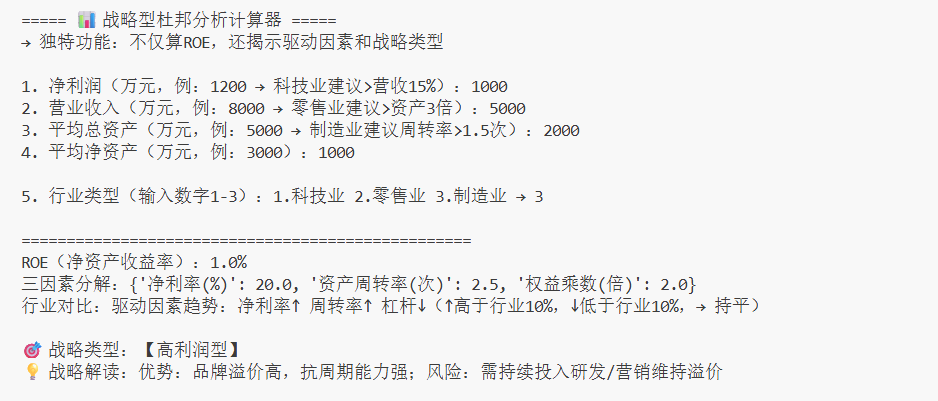 ===== 📊 战略型杜邦分析计算器 =====
→ 独特功能：不仅算ROE，还揭示驱动因素和战略类型
1. 净利润（万元，例：1200 → 科技业建议>营收15%）：1000
2. 营业收入（万元，例：8000 → 零售业建议>资产3倍）：5000
3. 平均总资产（万元，例：5000 → 制造业建议周转率>1.5次）：2000
4. 平均净资产（万元，例：3000）：1000
5. 行业类型（输入数字1-3）：1.科技业 2.零售业 3.制造业 → 3
==================================================
ROE（净资产收益率）：1.0%
三因素分解：{'净利率(%)': 20.0, '资产周转率(次)': 2.5, '权益乘数(倍)': 2.0}
行业对比：驱动因素趋势：净利率↑ 周转率↑ 杠杆↓（↑高于行业10%，↓低于行业10%，→ 持平）
🎯 战略类型：【高利润型】
💡 战略解读：优势：品牌溢价高，抗周期能力强；风险：需持续投入研发/营销维持溢价